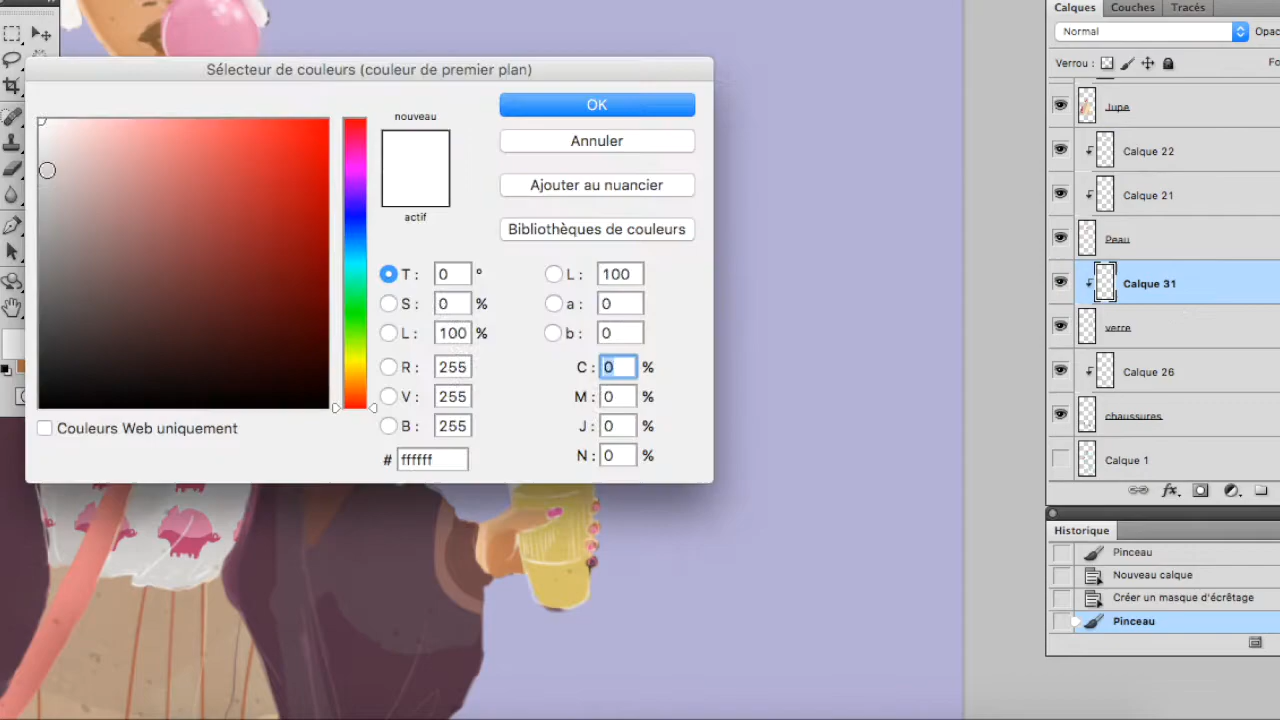 Sélecteur de couleurs (couleur de premier plan)
nouveau
actif
OK
Annuler
Ajouter au nuancier
Bibliothèques de couleurs
T : 0 °
S : 0 %
L : 100 %
R : 255
V : 255
B : 255
# ffffff
L : 100
a : 0
b : 0
C : 0 %
M : 0 %
J : 0 %
N : 0 %
Couleurs Web uniquement
Calques Couches Tracés
Normal Opac
Verrou : Fo
Jupe
Calque 22
Calque 21
Peau
Calque 31
verre
Calque 26
chaussures
Calque 1
fx
Historique
Pinceau
Nouveau calque
Créer un masque d'écrêtage
Pinceau